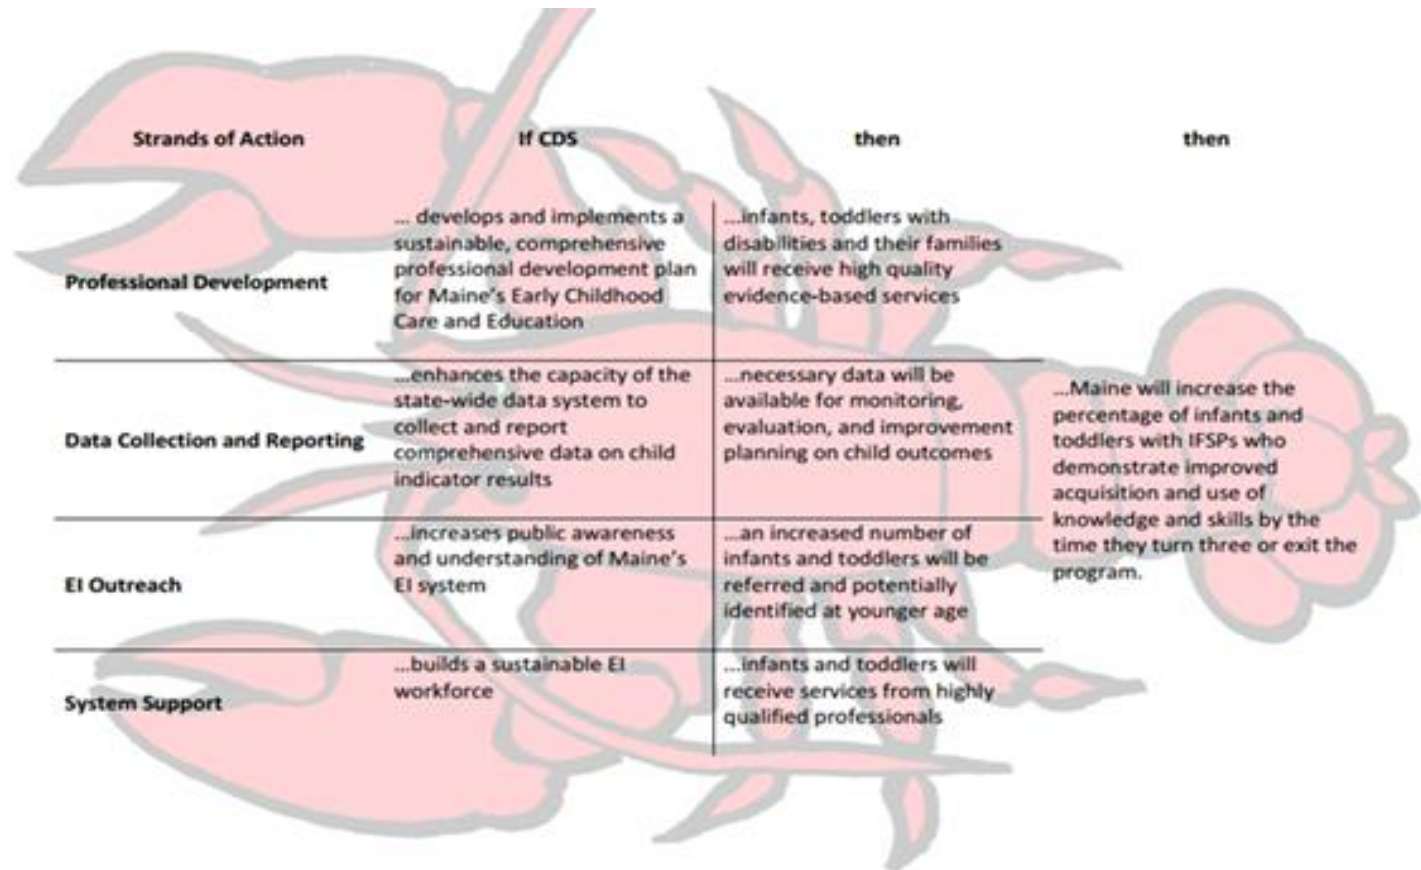 Strands of Action
If CDS
then
then
Professional Development
... develops and implements a
sustainable, comprehensive
professional development plan
for Maine's Early Childhood
Care and Education
...infants, toddlers with
disabilities and their families
will receive high quality
evidence-based services
Data Collection and Reporting
...enhances the capacity of the
state-wide data system to
collect and report
comprehensive data on child
indicator results
...necessary data will be
available for monitoring,
evaluation, and improvement
planning on child outcomes
EI Outreach
...increases public awareness
and understanding of Maine's
EI system
...an increased number of
infants and toddlers will be
referred and potentially
identified at younger age
System Support
...builds a sustainable EI
workforce
...infants and toddlers will
receive services from highly
qualified professionals
...Maine will increase the
percentage of infants and
toddlers with IFSPs who
demonstrate improved
acquisition and use of
knowledge and skills by the
time they turn three or exit the
program.